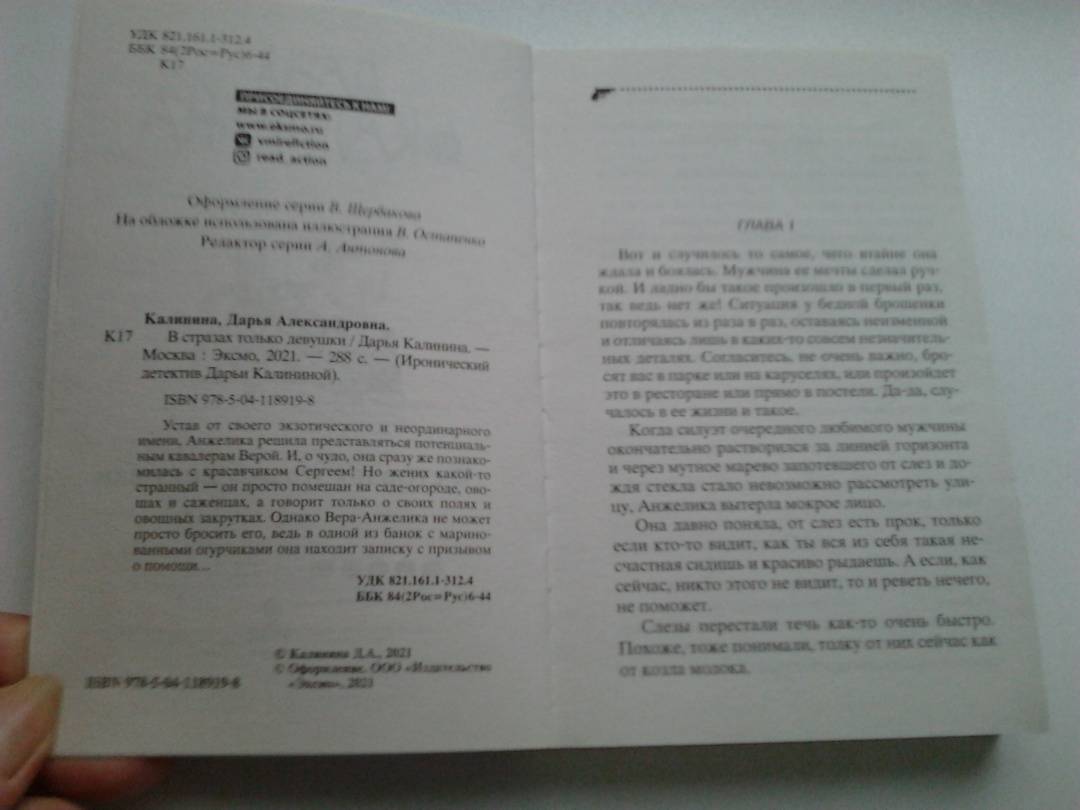 УДК 821.161.1-312.4
ББК 84(2Рос=Рус)6-44
К17
ПРИСОЕДИНЯЙТЕСЬ К НАМ!
МЫ В СОЦСЕТЯХ:
www.eksmo.ru
vmirefiction
read_action
Оформление серии В. Щербакова
На обложке использована иллюстрация В. Остапенко
Редактор серии А. Антонова
Калинина, Дарья Александровна.
К17 В стразах только девушки / Дарья Калинина. —
Москва : Эксмо, 2021. — 288 с. — (Иронический
детектив Дарьи Калининой).
ISBN 978-5-04-118919-8
Устав от своего экзотического и неординарного
имени, Анжелика решила представляться потенциаль-
ным кавалерам Верой. И, о чудо, она сразу же познако-
милась с красавчиком Сергеем! Но жених какой-то
странный — он просто помешан на саде-огороде, ово-
щах и саженцах, а говорит только о своих полях и
овощных закрутках. Однако Вера-Анжелика не может
просто бросить его, ведь в одной из банок с марино-
ванными огурчиками она находит записку с призывом
о помощи...
УДК 821.161.1-312.4
ББК 84(2Рос=Рус)6-44
© Калинина Д.А., 2021
© Оформление. ООО «Издательство
«Эксмо», 2021
ISBN 978-5-04-118919-8
ГЛАВА 1
Вот и случилось то самое, чего втайне она
ждала и боялась. Мужчина ее мечты сделал руч-
кой. И ладно бы такое произошло в первый раз,
так ведь нет же! Ситуация у бедной брошенки
повторялась из раза в раз, оставаясь неизменной
и отличаясь лишь в каких-то совсем незначитель-
ных деталях. Согласитесь, не очень важно, бро-
сят вас в парке или на каруселях, или произойдет
это в ресторане или прямо в постели. Да-да, слу-
чалось в ее жизни и такое.
Когда силуэт очередного любимого мужчины
окончательно растворился за линией горизонта
и через мутное марево запотевшего от слез и до-
ждя стекла стало невозможно рассмотреть ули-
цу, Анжелика вытерла мокрое лицо.
Она давно поняла, от слез есть прок, только
если кто-то видит, как ты вся из себя такая не-
счастная сидишь и красиво рыдаешь. А если, как
сейчас, никто этого не видит, то и реветь нечего,
не поможет.
Слезы перестали течь как-то очень быстро.
Похоже, тоже понимали, толку от них сейчас как
от козла молока.